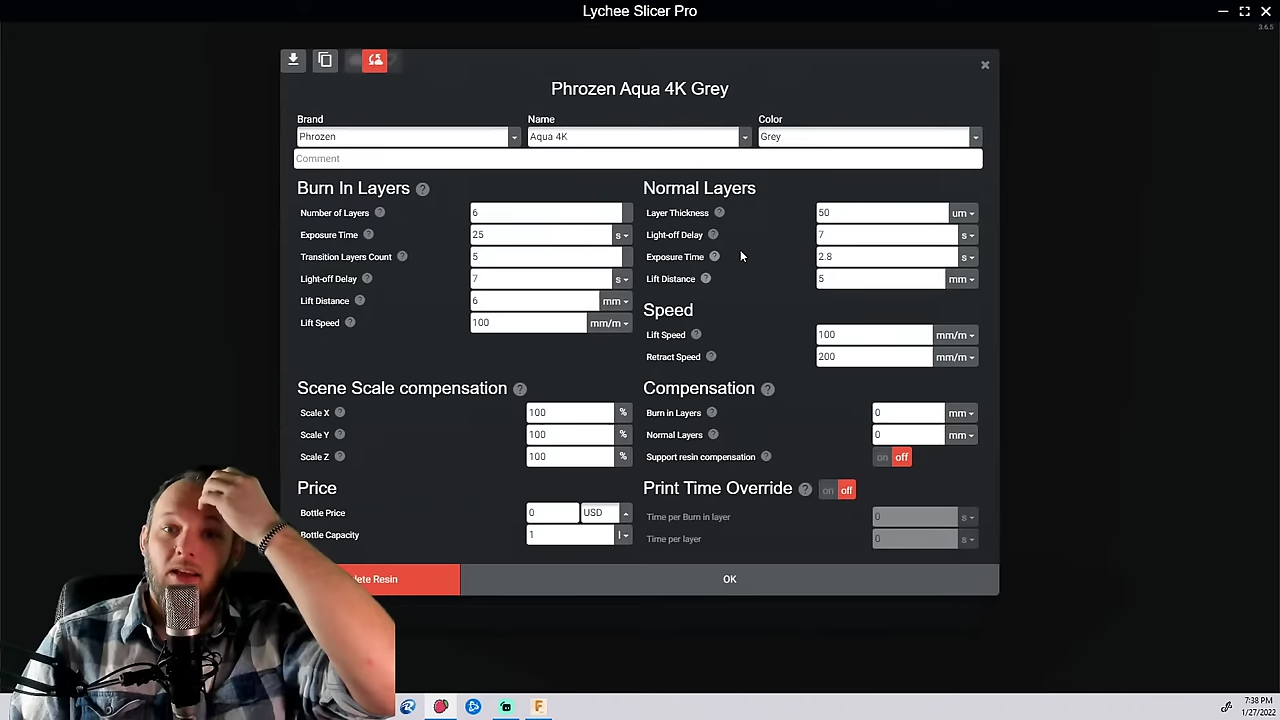 Lychee Slicer Pro
3.6.5
Phrozen Aqua 4K Grey
Brand Name Color
Phrozen Aqua 4K Grey
Comment
Burn In Layers Normal Layers
Number of Layers 6 Layer Thickness 50 um
Exposure Time 25 s Light-off Delay 7 s
Transition Layers Count 5 Exposure Time 2.8 s
Light-off Delay 7 s Lift Distance 5 mm
Lift Distance 6 mm Speed
Lift Speed 100 mm/m Lift Speed 100 mm/m
Retract Speed 200 mm/m
Scene Scale compensation Compensation
Scale X 100 % Burn in Layers 0 mm
Scale Y 100 % Normal Layers 0 mm
Scale Z 100 % Support resin compensation on off
Price Print Time Override on off
Bottle Price 0 USD Time per Burn in layer 0 s
Bottle Capacity 1 l Time per layer 0 s
lete Resin OK
7:38 PM
1/27/2022